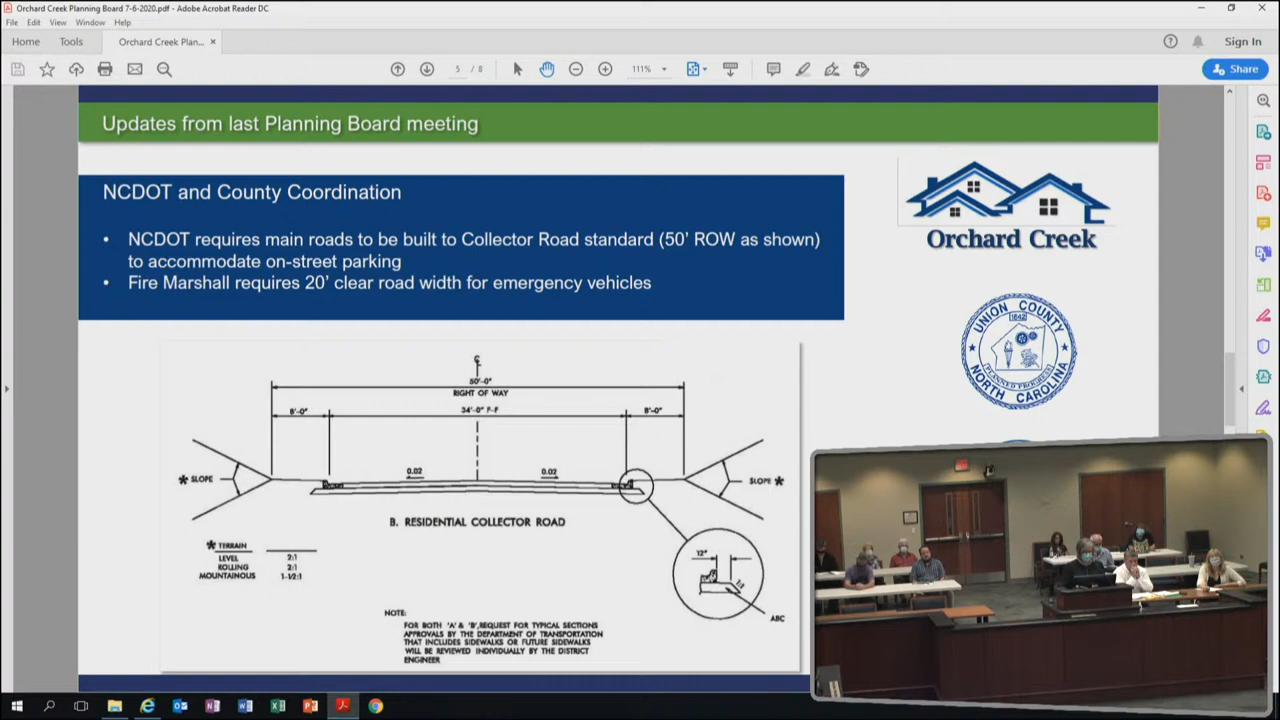 Orchard Creek Planning Board 7-6-2020.pdf - Adobe Acrobat Reader DC
File Edit View Window Help
Home Tools Orchard Creek Plan... × Sign In
5 / 8 111% Share
Updates from last Planning Board meeting
NCDOT and County Coordination
• NCDOT requires main roads to be built to Collector Road standard (50' ROW as shown)
to accommodate on-street parking
• Fire Marshall requires 20' clear road width for emergency vehicles
Orchard Creek
UNION COUNTY
1842
PLANNED PROGRESS
NORTH CAROLINA
50'-0"
RIGHT OF WAY
8'-0" 34'-0" F-F 8'-0"
0.02 0.02
* SLOPE SLOPE *
B. RESIDENTIAL COLLECTOR ROAD
* TERRAIN
LEVEL 2:1
ROLLING 2:1
MOUNTAINOUS 1-1/2:1
12"
ABC
NOTE:
FOR BOTH 'A' & 'B',REQUEST FOR TYPICAL SECTIONS
APPROVALS BY THE DEPARTMENT OF TRANSPORTATION
THAT INCLUDES SIDEWALKS OR FUTURE SIDEWALKS
WILL BE REVIEWED INDIVIDUALLY BY THE DISTRICT
ENGINEER